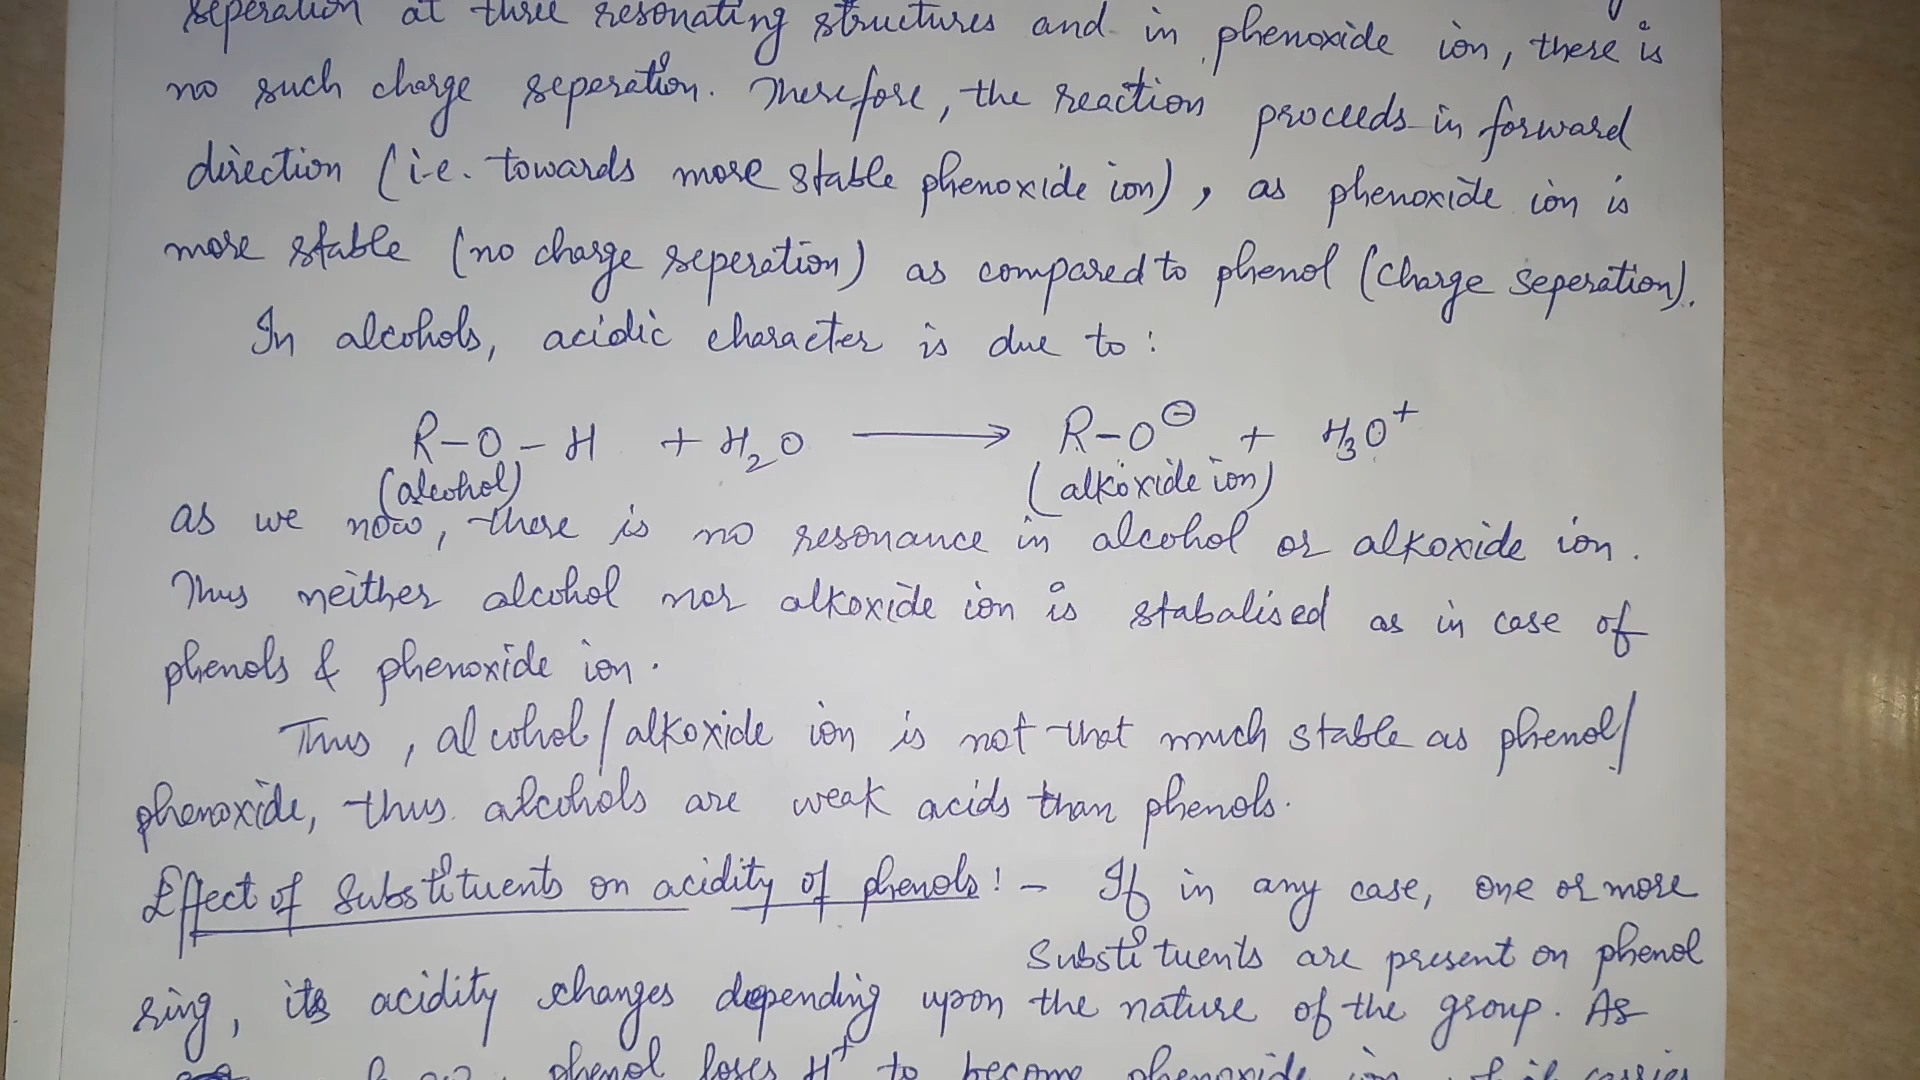 seperation at three resonating structures and in phenoxide ion, there is
no such charge seperation. Therefore, the reaction proceeds in forward
direction (i.e. towards more stable phenoxide ion), as phenoxide ion is
more stable (no charge seperation) as compared to phenol (Charge seperation).
In alcohols, acidic character is due to :
R-O-H + H₂O ⟶ R-O⊖ + H₃O⁺
(alcohol) (alkoxide ion)
as we now, there is no resonance in alcohol or alkoxide ion.
Thus neither alcohol nor alkoxide ion is stabalised as in case of
phenols & phenoxide ion.
Thus, alcohol/alkoxide ion is not that much stable as phenol/
phenoxide, thus alcohols are weak acids than phenols.
Effect of Substituents on acidity of phenols! - If in any case, one or more
Substituents are present on phenol
ring, its acidity changes depending upon the nature of the group. As
phenol loses H⁺ to become phenoxide ion